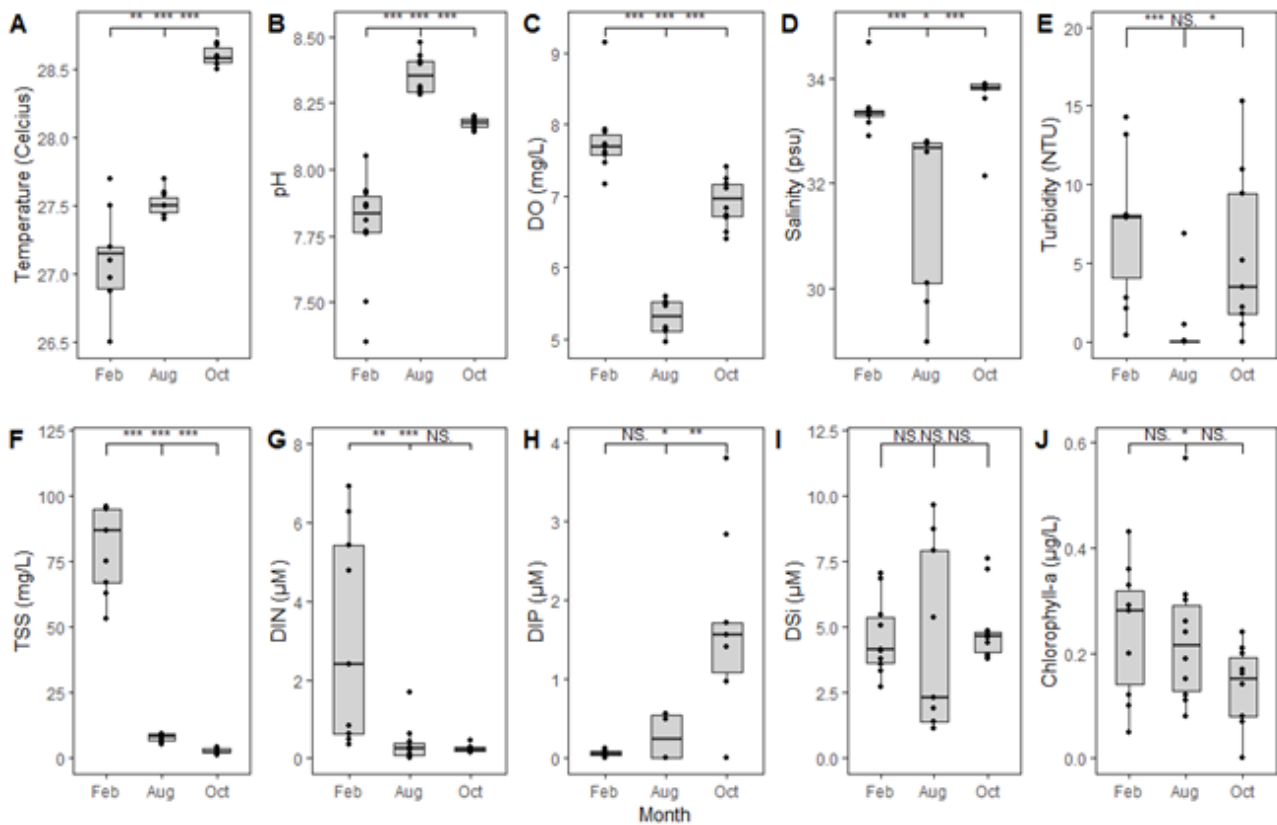 A
** *** ***
Temperature (Celcius)
28.5
28.0
27.5
27.0
26.5
Feb Aug Oct
B
*** *** ***
pH
8.50
8.25
8.00
7.75
7.50
Feb Aug Oct
C
*** *** ***
DO (mg/L)
9
8
7
6
5
Feb Aug Oct
D
*** * ***
Salinity (psu)
34
32
30
Feb Aug Oct
E
*** NS. *
Turbidity (NTU)
20
15
10
5
0
Feb Aug Oct
F
*** *** ***
TSS (mg/L)
125
100
75
50
25
0
Feb Aug Oct
G
** *** NS.
DIN (µM)
8
6
4
2
0
Feb Aug Oct
H
NS. * **
DIP (µM)
4
3
2
1
0
Feb Aug Oct
I
NS. NS. NS.
DSi (µM)
12.5
10.0
7.5
5.0
2.5
0.0
Feb Aug Oct
J
NS. * NS.
Chlorophyll-a (µg/L)
0.6
0.4
0.2
0.0
Feb Aug Oct
Month